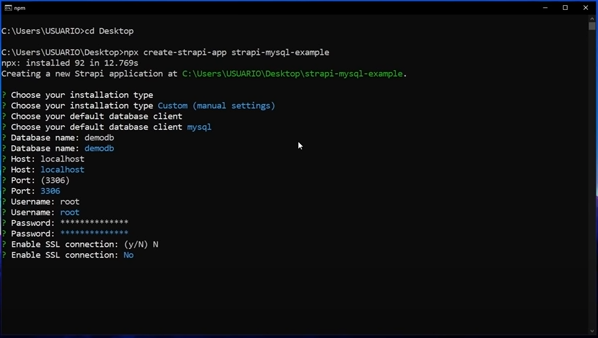 npm
C:\Users\USUARIO>cd Desktop
C:\Users\USUARIO\Desktop>npx create-strapi-app strapi-mysql-example
npx: installed 92 in 12.769s
Creating a new Strapi application at C:\Users\USUARIO\Desktop\strapi-mysql-example.
? Choose your installation type
? Choose your installation type Custom (manual settings)
? Choose your default database client
? Choose your default database client mysql
? Database name: demodb
? Database name: demodb
? Host: localhost
? Host: localhost
? Port: (3306)
? Port: 3306
? Username: root
? Username: root
? Password: **************
? Password: **************
? Enable SSL connection: (y/N) N
? Enable SSL connection: No